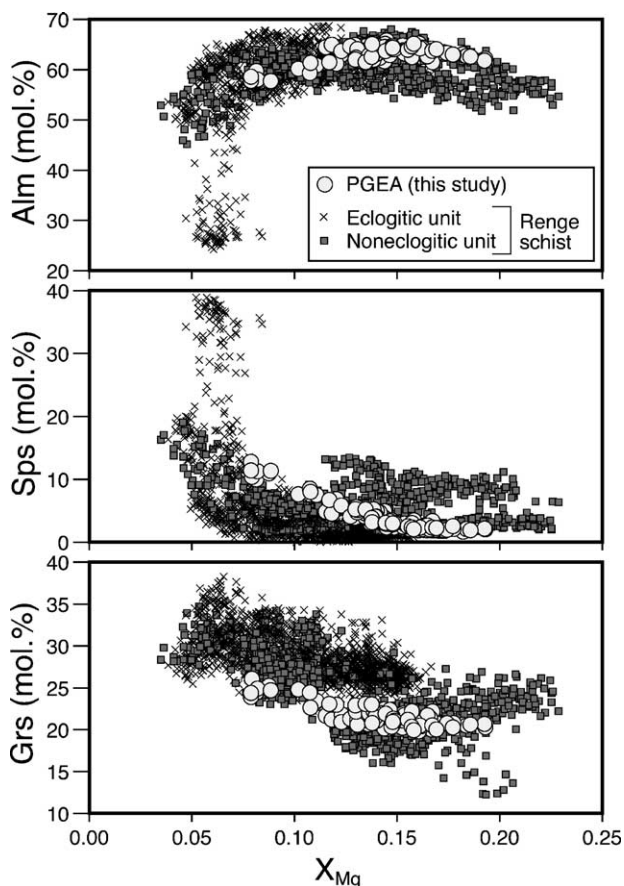 70
60
50
40
30
20
Alm (mol.%)
PGEA (this study)
Eclogitic unit
Noneclogitic unit
Renge
schist
40
30
20
10
0
Sps (mol.%)
40
35
30
25
20
15
10
Grs (mol.%)
0.00 0.05 0.10 0.15 0.20 0.25
X_Mg